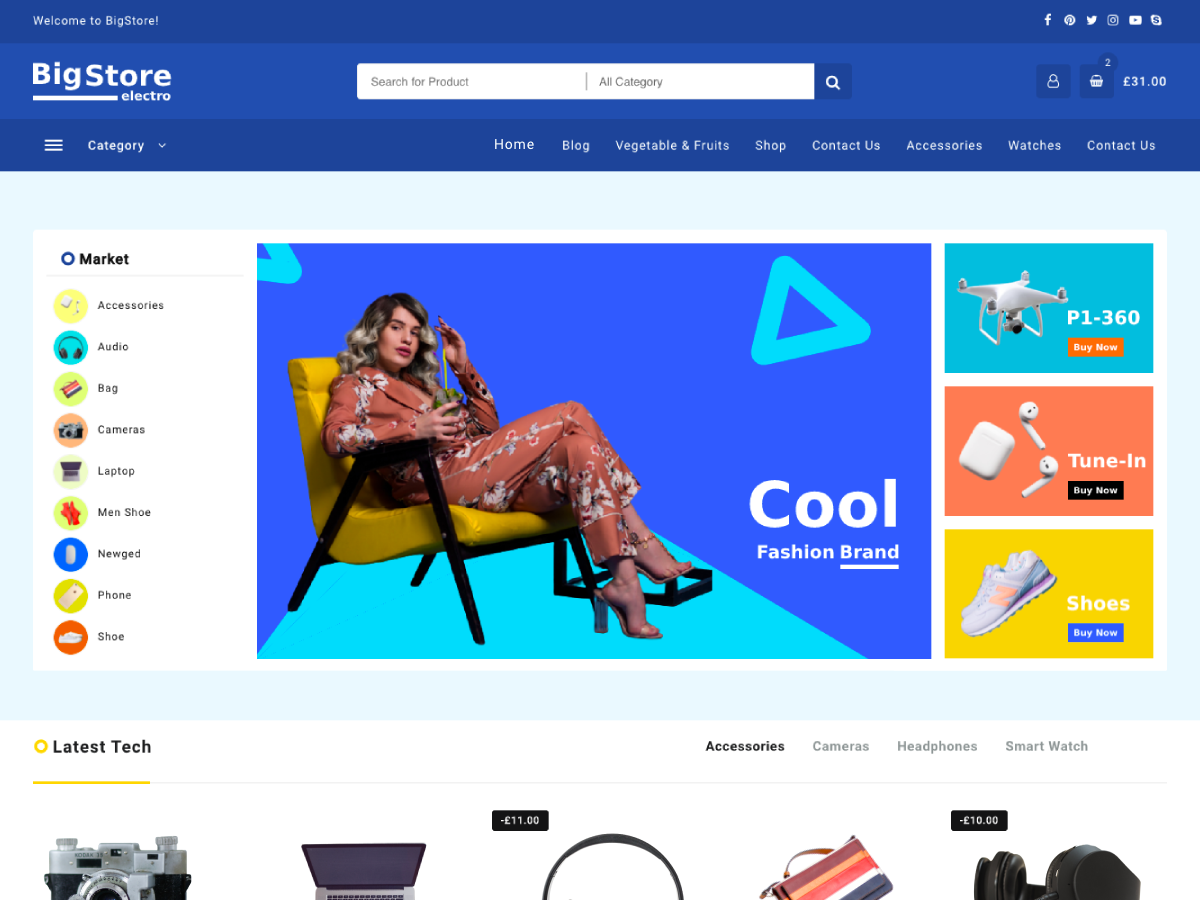 Welcome to BigStore!
BigStore
electro
Search for Product
All Category
2
£31.00
Category
Home Blog Vegetable & Fruits Shop Contact Us Accessories Watches Contact Us
Market
Accessories
Audio
Bag
Cameras
Laptop
Men Shoe
Newged
Phone
Shoe
Cool
Fashion Brand
P1-360
Buy Now
Tune-In
Buy Now
Shoes
Buy Now
Latest Tech
Accessories Cameras Headphones Smart Watch
-£11.00
-£10.00